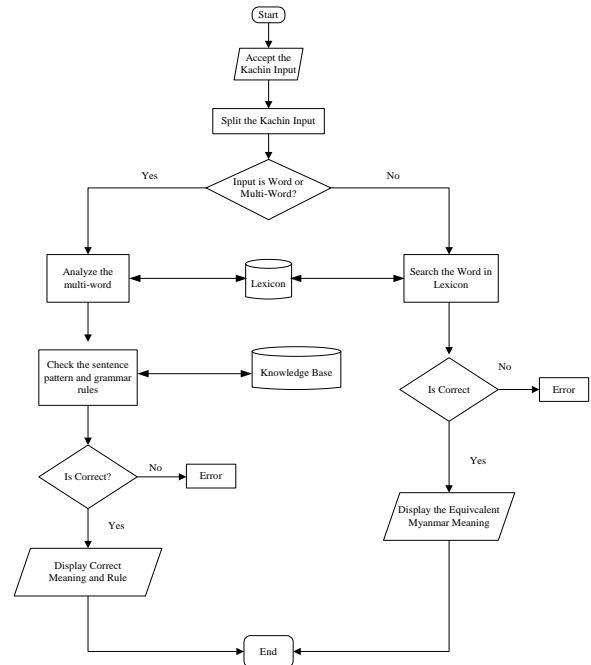 Start
Accept the
Kachin Input
Split the Kachin Input
Input is Word or
Multi-Word?
Yes
No
Analyze the
multi-word
Lexicon
Search the Word in
Lexicon
Check the sentence
pattern and grammar
rules
Knowledge Base
Is Correct
No
Error
Is Correct?
No
Error
Yes
Yes
Display the Equivcalent
Myanmar Meaning
Display Correct
Meaning and Rule
End